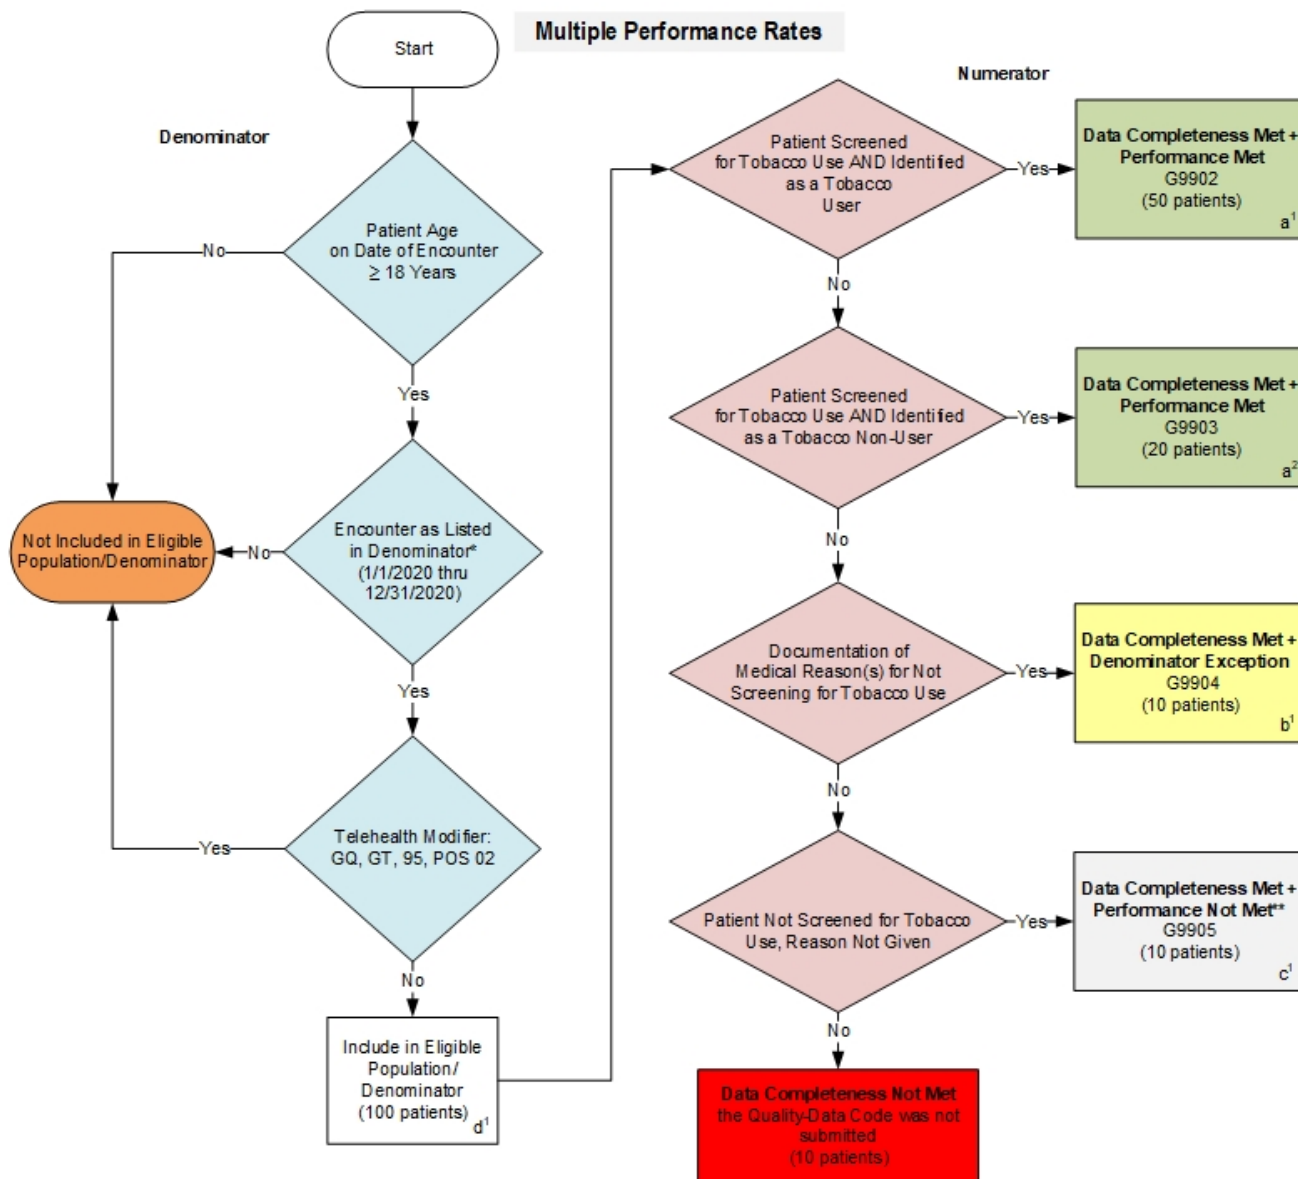 Multiple Performance Rates
Start
Denominator
Patient Age
on Date of Encounter
≥ 18 Years
No
Yes
Encounter as Listed
in Denominator*
(1/1/2020 thru
12/31/2020)
No
Not Included in Eligible
Population/Denominator
Yes
Telehealth Modifier:
GQ, GT, 95, POS 02
Yes
No
Include in Eligible
Population/
Denominator
(100 patients)
d¹
Numerator
Patient Screened
for Tobacco Use AND Identified
as a Tobacco
User
Yes
Data Completeness Met +
Performance Met
G9902
(50 patients)
a¹
No
Patient Screened
for Tobacco Use AND Identified
as a Tobacco Non-User
Yes
Data Completeness Met +
Performance Met
G9903
(20 patients)
a²
No
Documentation of
Medical Reason(s) for Not
Screening for Tobacco Use
Yes
Data Completeness Met +
Denominator Exception
G9904
(10 patients)
b¹
No
Patient Not Screened for Tobacco
Use, Reason Not Given
Yes
Data Completeness Met +
Performance Not Met**
G9905
(10 patients)
c¹
No
Data Completeness Not Met
the Quality-Data Code was not
submitted
(10 patients)